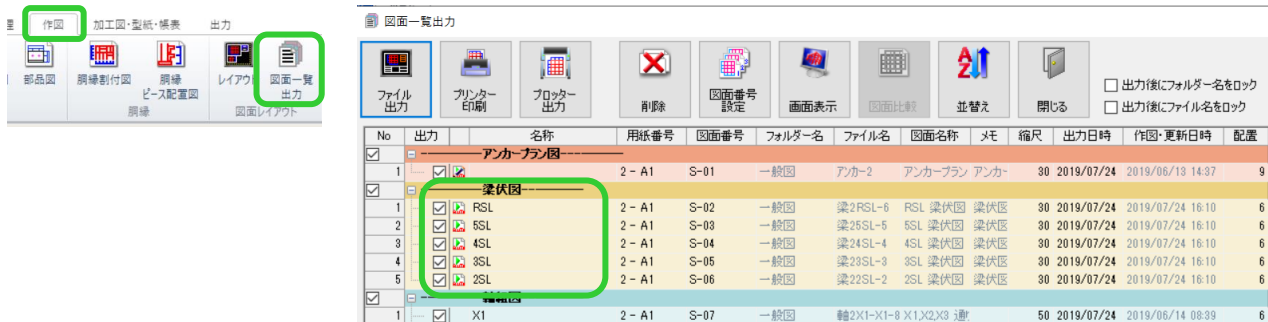 理 作図 加工図・型紙・帳表 出力
部品図 胴縁割付図 胴縁
ピース配置図 レイアウト 図面一覧
出力
胴縁 図面レイアウト
図面一覧出力
ファイル
出力 プリンター
印刷 プロッター
出力 削除 図面番号
設定 画面表示 図面比較 並替え 閉じる
出力後にフォルダー名をロック
出力後にファイル名をロック
No 出力 名称 用紙番号 図面番号 フォルダー名 ファイル名 図面名称 メモ 縮尺 出力日時 作図・更新日時 配置
アンカープラン図
1 2 - A1 S-01 一般図 アンカー2 アンカープラン アンカー 30 2019/07/24 2019/06/13 14:37 9
梁伏図
1 RSL 2 - A1 S-02 一般図 梁2RSL-6 RSL 梁伏図 梁伏図 30 2019/07/24 2019/07/24 16:10 6
2 5SL 2 - A1 S-03 一般図 梁25SL-5 5SL 梁伏図 梁伏図 30 2019/07/24 2019/07/24 16:10 6
3 4SL 2 - A1 S-04 一般図 梁24SL-4 4SL 梁伏図 梁伏図 30 2019/07/24 2019/07/24 16:10 6
4 3SL 2 - A1 S-05 一般図 梁23SL-3 3SL 梁伏図 梁伏図 30 2019/07/24 2019/07/24 16:10 6
5 2SL 2 - A1 S-06 一般図 梁22SL-2 2SL 梁伏図 梁伏図 30 2019/07/24 2019/07/24 16:10 6
1 X1 2 - A1 S-07 一般図 軸2X1-X1-8 X1,X2,X3 通 50 2019/07/24 2019/06/14 08:39 6